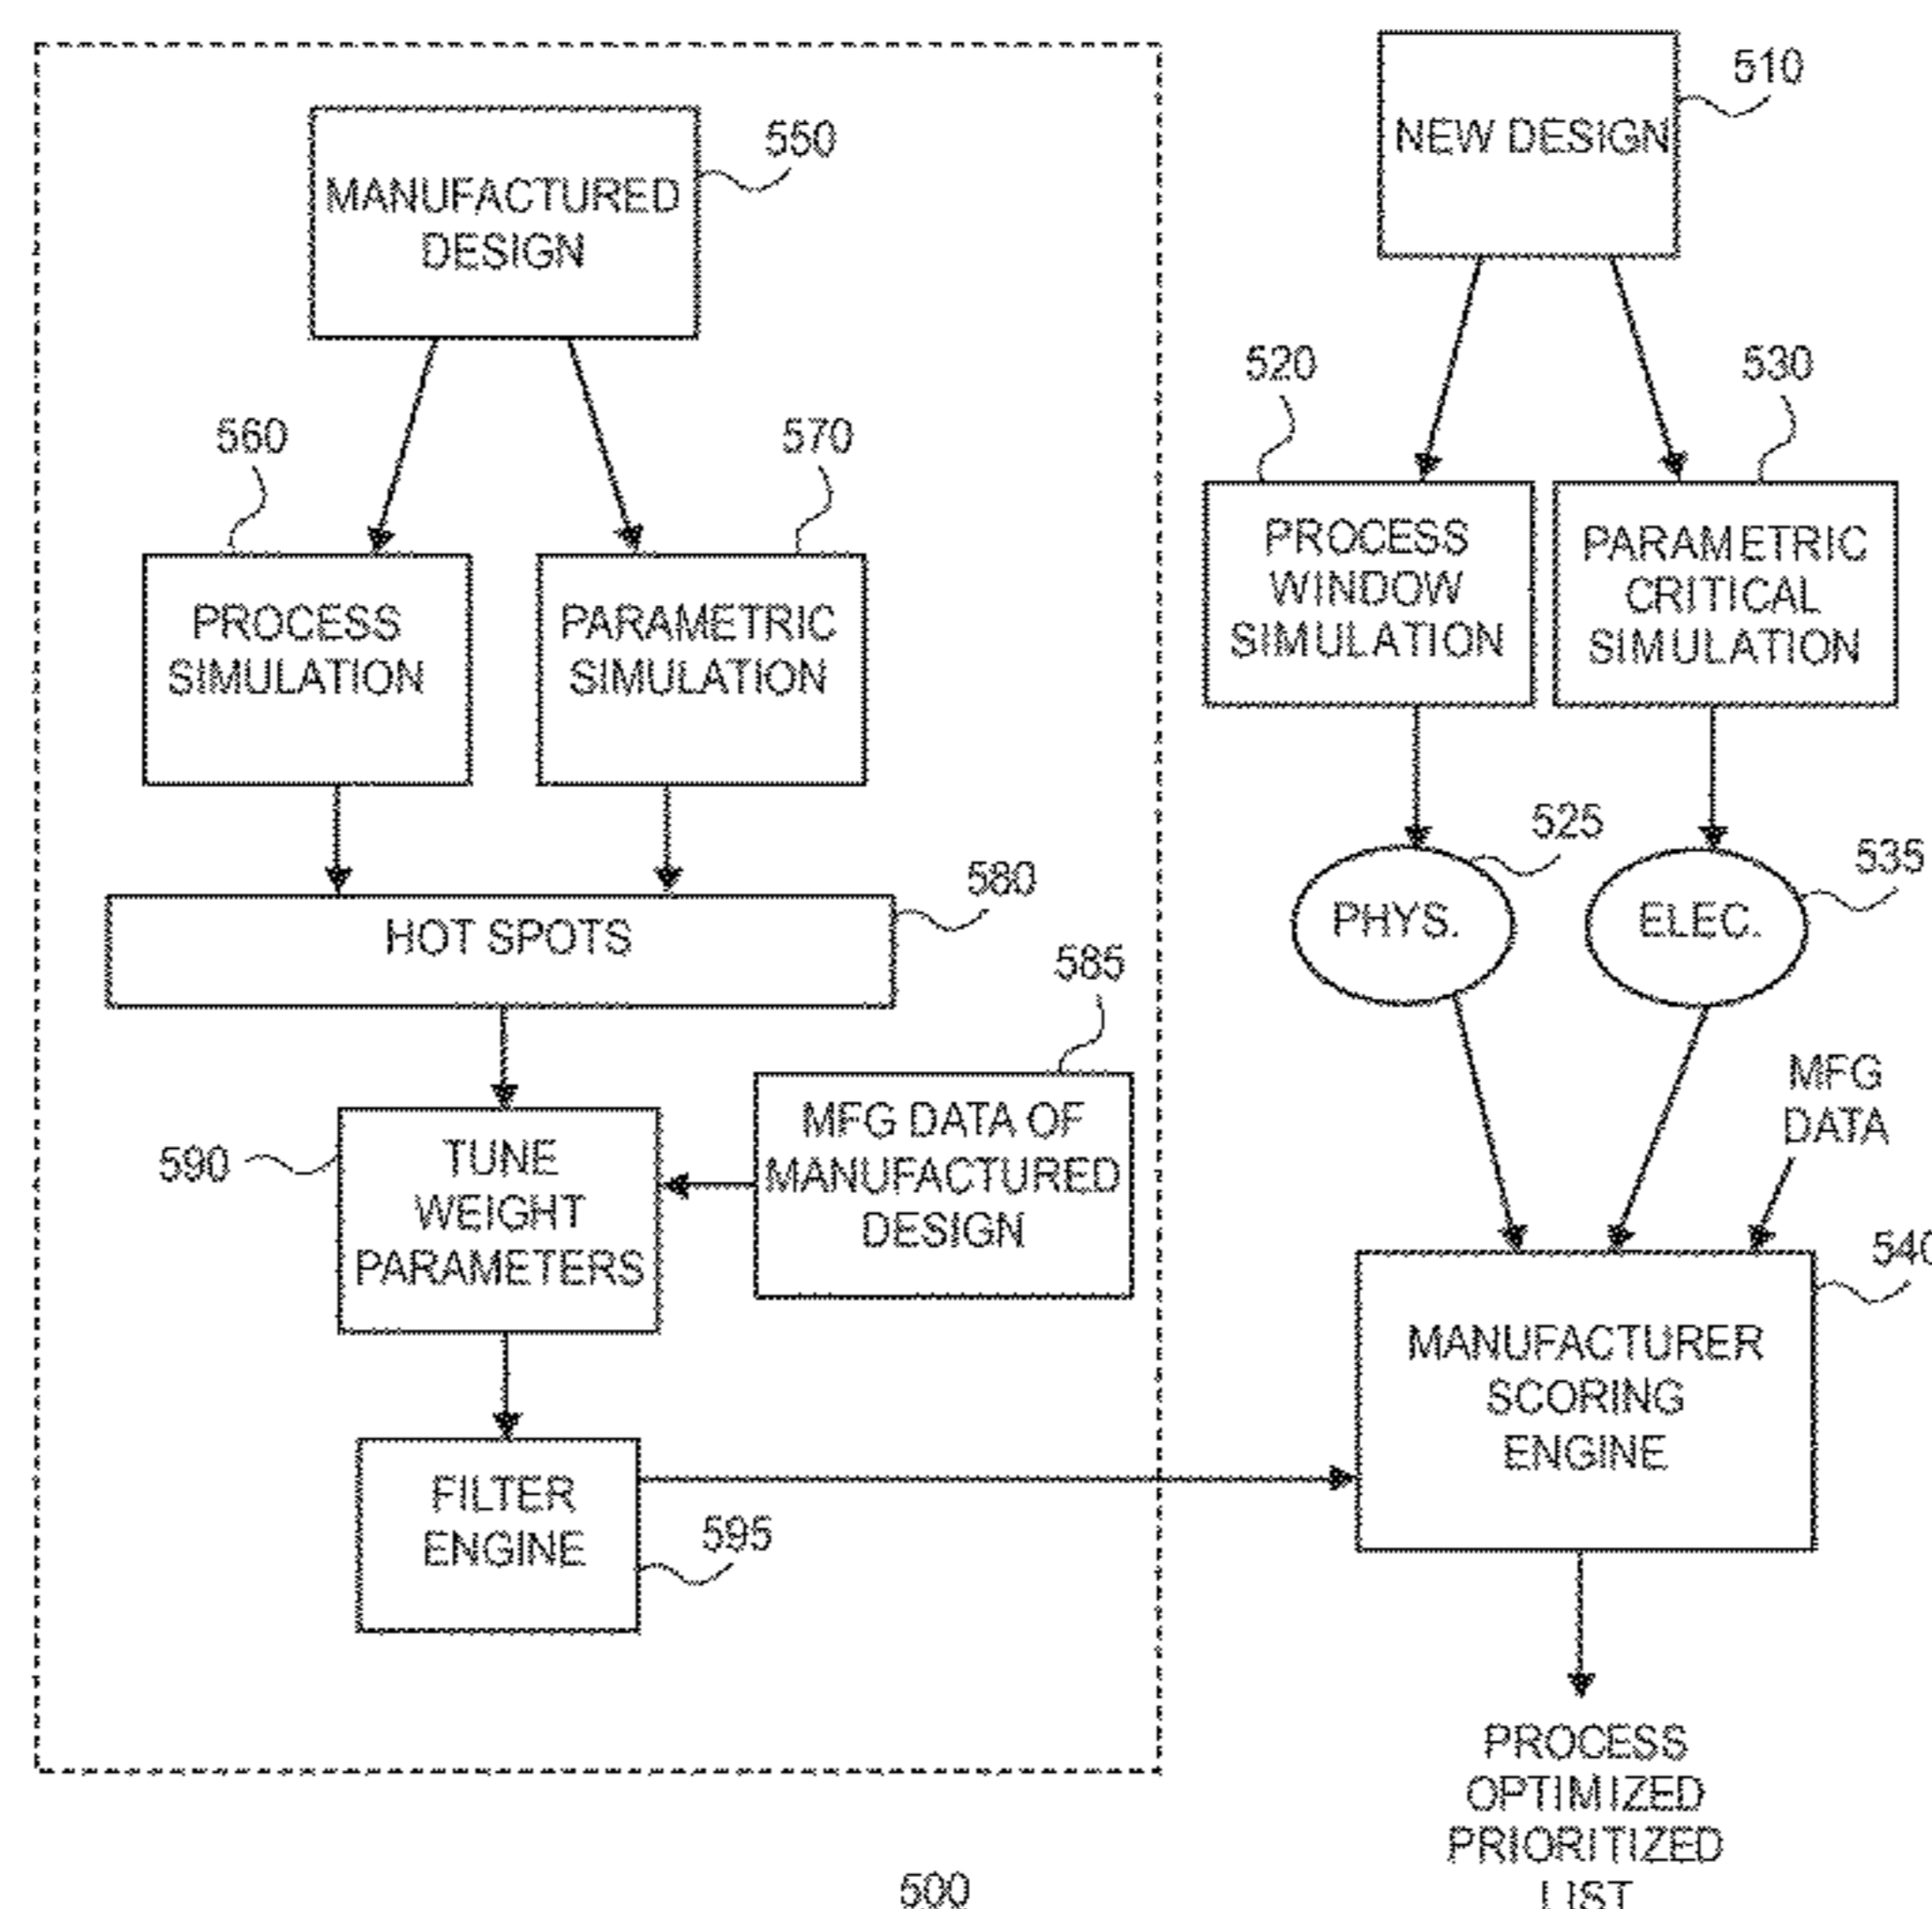 550
MANUFACTURED
DESIGN
560
570
PROCESS
SIMULATION
PARAMETRIC
SIMULATION
580
HOT SPOTS
585
590
TUNE
WEIGHT
PARAMETERS
MFG DATA OF
MANUFACTURED
DESIGN
FILTER
ENGINE
595
510
NEW DESIGN
520
530
PROCESS
WINDOW
SIMULATION
PARAMETRIC
CRITICAL
SIMULATION
525
535
PHYS.
ELEC.
MFG
DATA
540
MANUFACTURER
SCORING
ENGINE
PROCESS
OPTIMIZED
PRIORITIZED
LIST
500